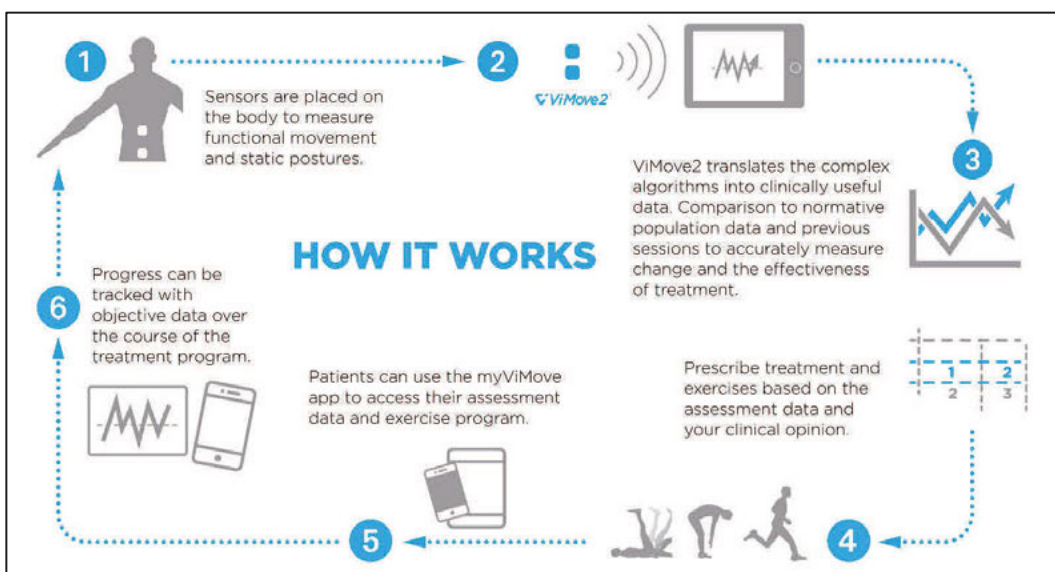 1
Sensors are placed on
the body to measure
functional movement
and static postures.
2
ViMove2
3
ViMove2 translates the complex
algorithms into clinically useful
data. Comparison to normative
population data and previous
sessions to accurately measure
change and the effectiveness
of treatment.
HOW IT WORKS
1 2
2 3
Prescribe treatment and
exercises based on the
assessment data and
your clinical opinion.
4
Patients can use the myViMove
app to access their assessment
data and exercise program.
5
6
Progress can be
tracked with
objective data over
the course of the
treatment program.